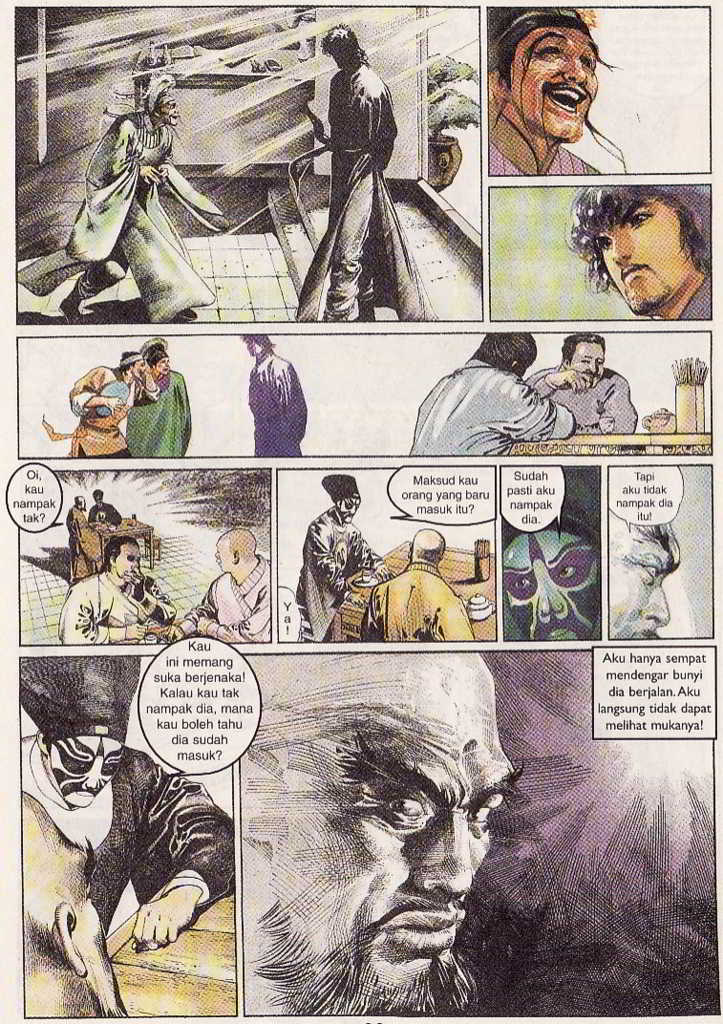 Oi,
kau
nampak
tak?
Ya!
Maksud kau
orang yang baru
masuk itu?
Sudah
pasti aku
nampak
dia.
Tapi
aku tidak
nampak dia
itu!
Kau
ini memang
suka berjenaka!
Kalau kau tak
nampak dia, mana
kau boleh tahu
dia sudah
masuk?
Aku hanya sempat
mendengar bunyi
dia berjalan. Aku
langsung tidak dapat
melihat mukanya!